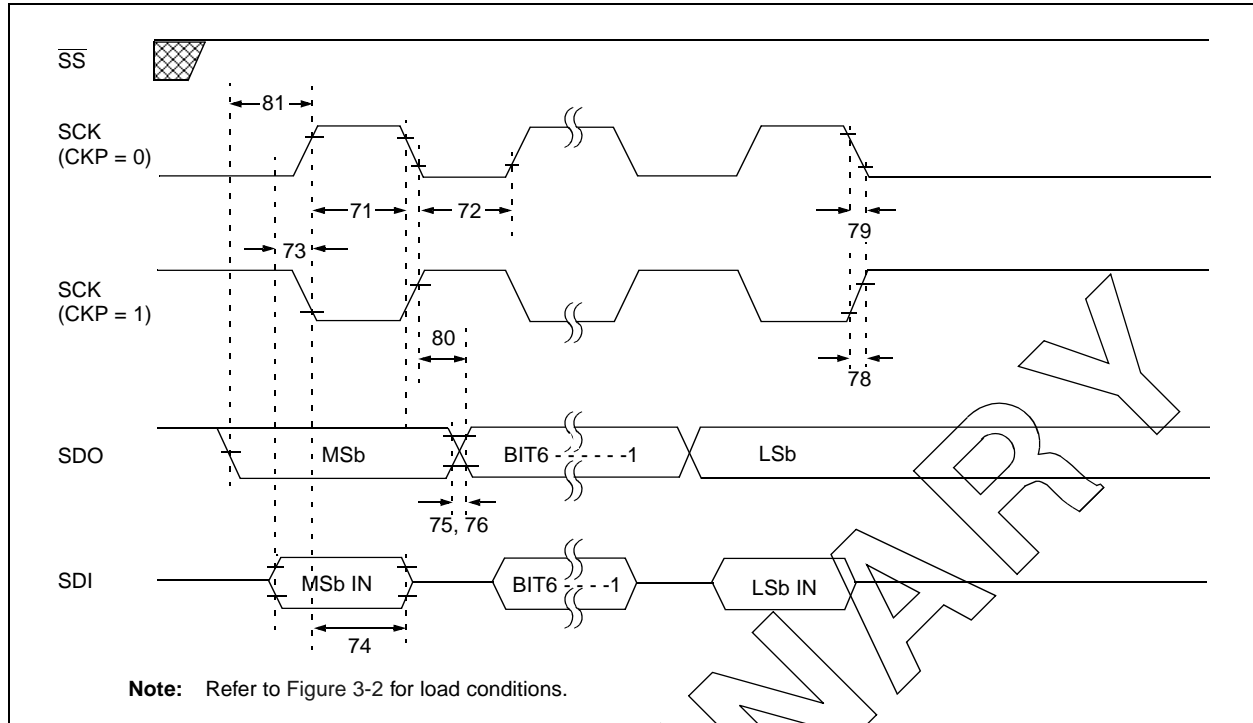 SS
81
SCK
(CKP = 0)
71
72
79
73
SCK
(CKP = 1)
80
78
SDO
MSb
BIT6 - - - - - - -1
LSb
75, 76
SDI
MSb IN
BIT6 - - - - -1
LSb IN
74
Note: Refer to Figure 3-2 for load conditions.
NARY